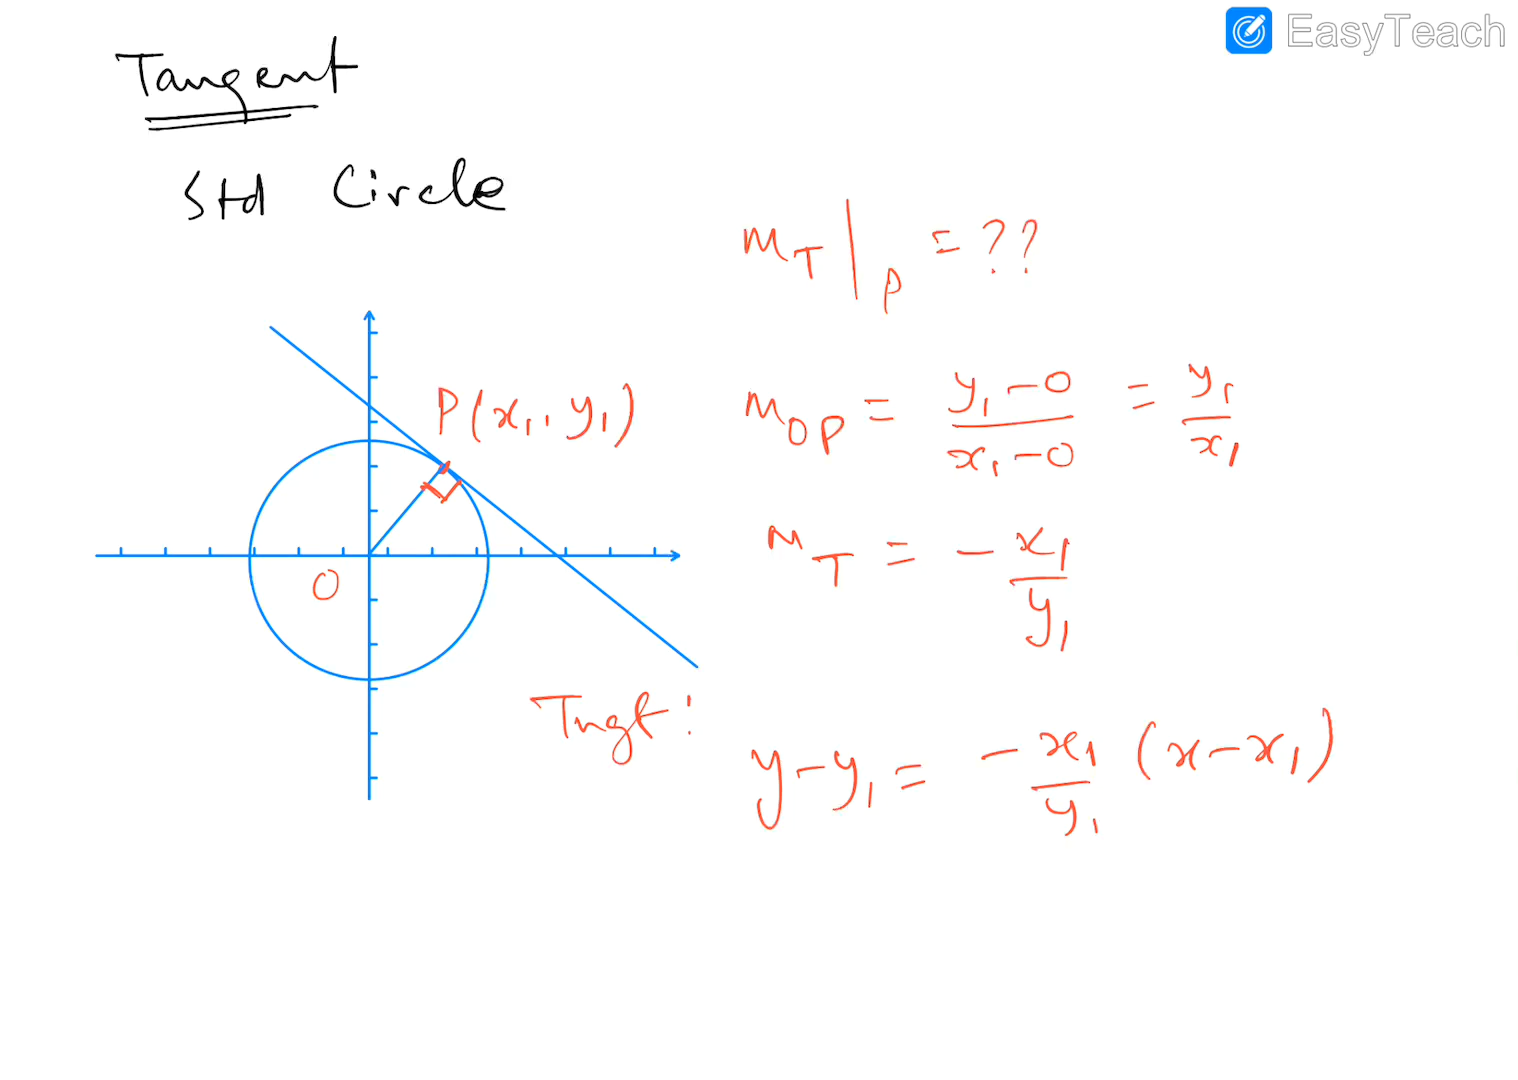 EasyTeach
Tangent
Std Circle
m_T |_P = ??
P(x₁, y₁)
m_OP = (y₁ - 0)/(x₁ - 0) = y₁/x₁
m_T = - x₁/y₁
O
Tngt :
y - y₁ = - x₁/y₁ (x - x₁)